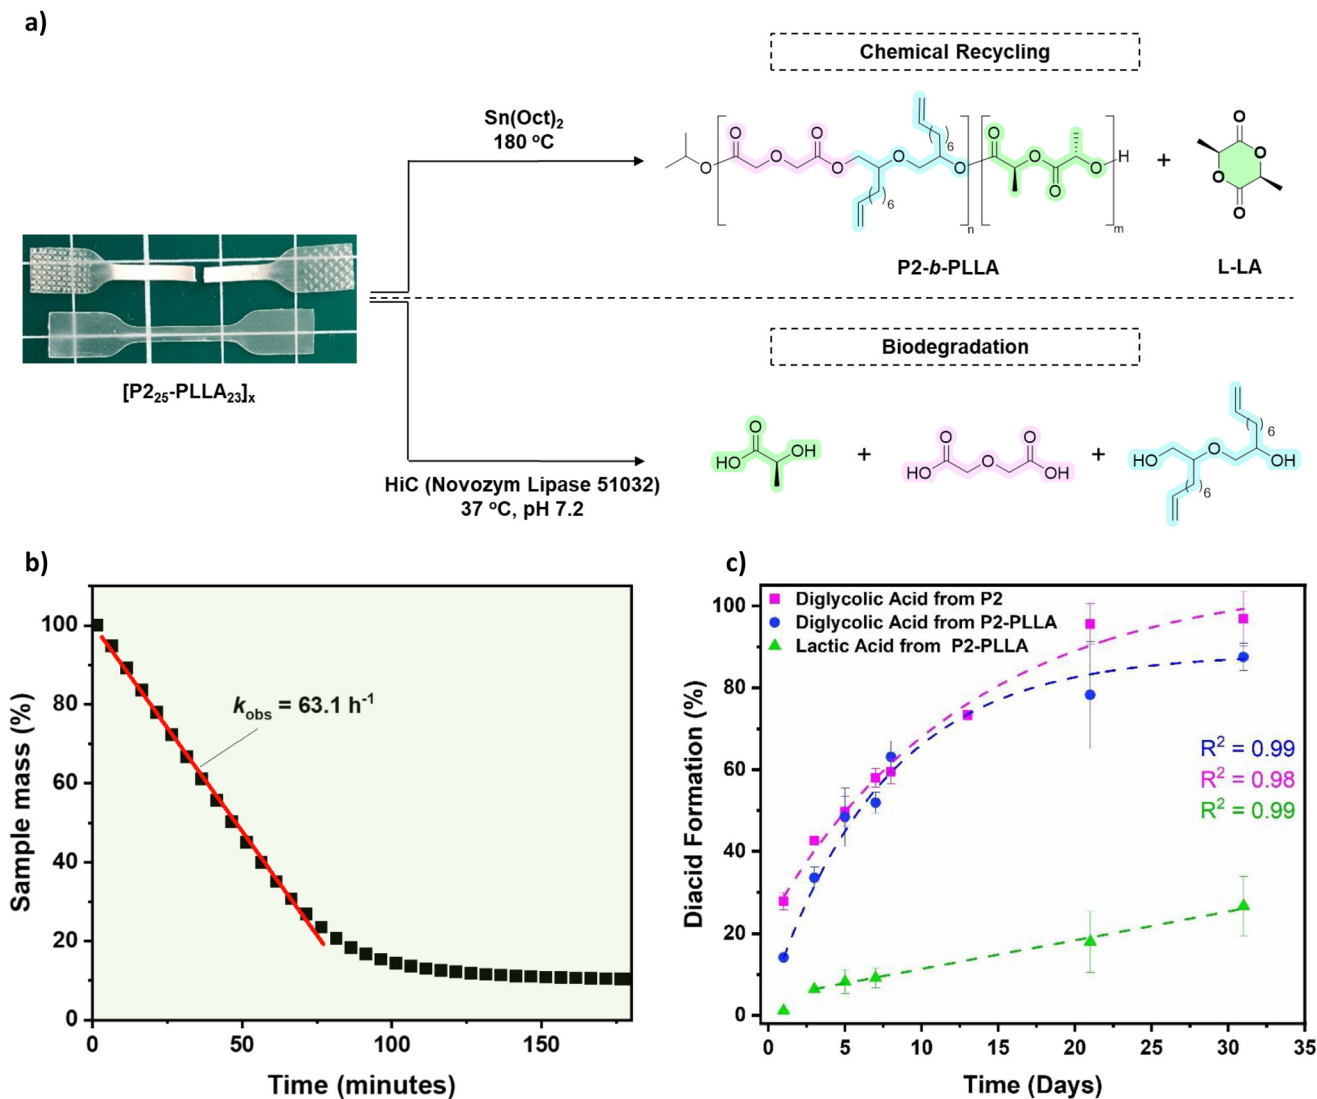 a)
Chemical Recycling
Sn(Oct)₂
180 ºC
O
O
O
O
O
O
O
O
O
O
O
H
6
6
n
m
+
O
O
O
O
P2-b-PLLA
L-LA
[P2₂₅-PLLA₂₃]ₓ
Biodegradation
HiC (Novozym Lipase 51032)
37 ºC, pH 7.2
O
HO
OH
+
O
O
HO
O
OH
+
HO
O
OH
6
6
b)
Sample mass (%)
100
80
60
40
20
0
k_obs = 63.1 h⁻¹
0
50
100
150
Time (minutes)
c)
Diacid Formation (%)
100
80
60
40
20
0
Diglycolic Acid from P2
Diglycolic Acid from P2-PLLA
Lactic Acid from P2-PLLA
R² = 0.99
R² = 0.98
R² = 0.99
0
5
10
15
20
25
30
35
Time (Days)